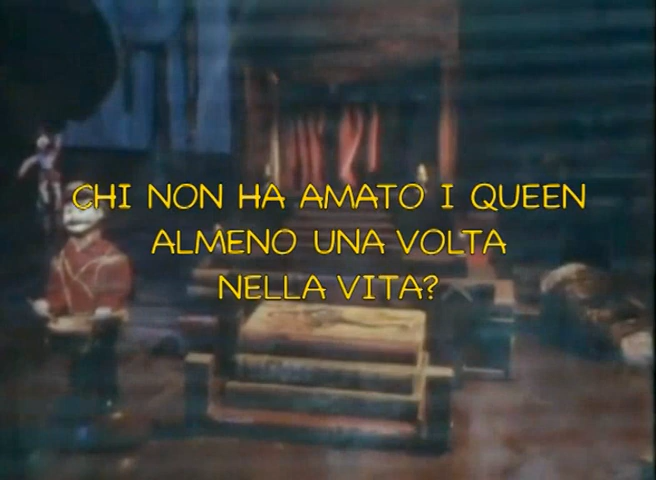 CHI NON HA AMATO I QUEEN
ALMENO UNA VOLTA
NELLA VITA?